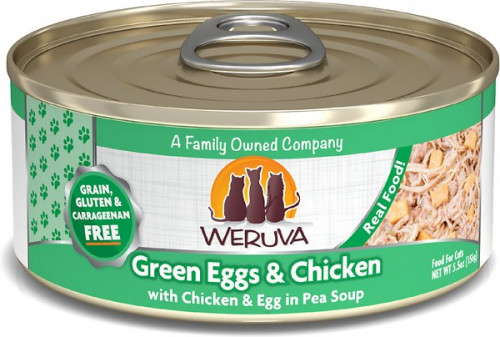 A Family Owned Company
GRAIN,
GLUTEN &
CARRAGEENAN
FREE
WERUVA
Real Food!
Green Eggs & Chicken
with Chicken & Egg in Pea Soup
Food For Cats
NET WT 5.5oz (156g)